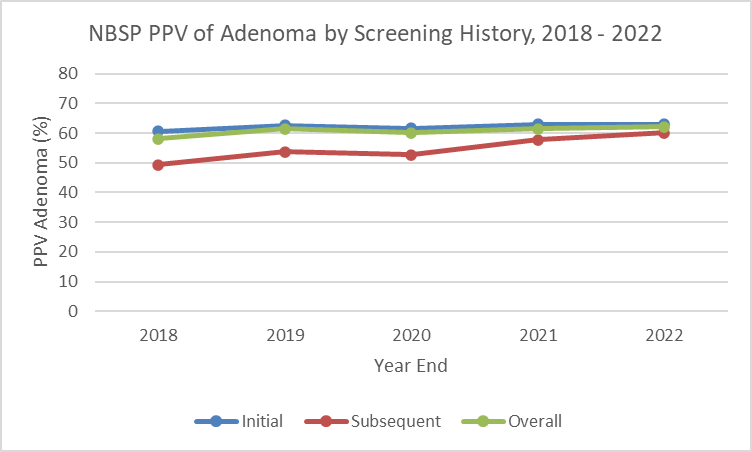 NBSP PPV of Adenoma by Screening History, 2018 - 2022
PPV Adenoma (%)
80
70
60
50
40
30
20
10
0
2018 2019 2020 2021 2022
Year End
Initial Subsequent Overall